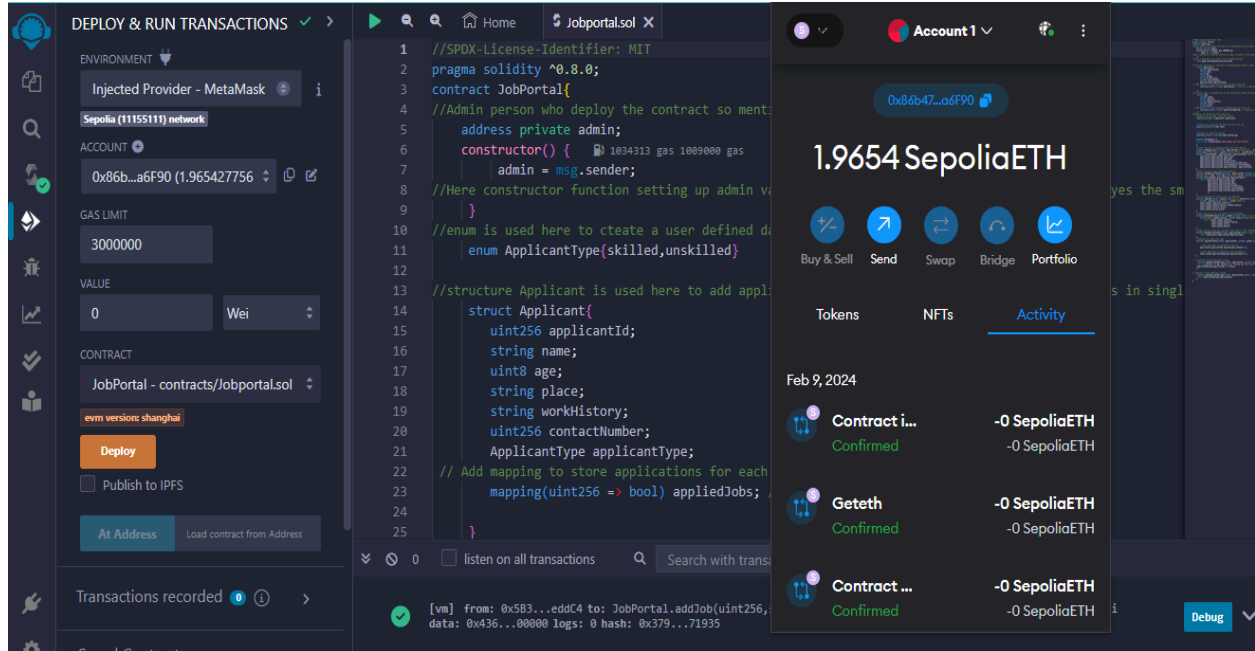 DEPLOY & RUN TRANSACTIONS
ENVIRONMENT
Injected Provider - MetaMask
i
Sepolia (11155111) network
ACCOUNT
0x86b...a6F90 (1.965427756
GAS LIMIT
3000000
VALUE
0
Wei
CONTRACT
JobPortal - contracts/Jobportal.sol
evm version: shanghai
Deploy
Publish to IPFS
At Address
Load contract from Address
Transactions recorded 0 i
Home
Jobportal.sol
1 //SPDX-License-Identifier: MIT
2 pragma solidity ^0.8.0;
3 contract JobPortal{
4 //Admin person who deploy the contract so menti
5 address private admin;
6 constructor() { 1034313 gas 1009000 gas
7 admin = msg.sender;
8 //Here constructor function setting up admin va yes the sm
9 }
10 //enum is used here to cteate a user defined da
11 enum ApplicantType{skilled,unskilled}
12
13 //structure Applicant is used here to add appl s in singl
14 struct Applicant{
15 uint256 applicantId;
16 string name;
17 uint8 age;
18 string place;
19 string workHistory;
20 uint256 contactNumber;
21 ApplicantType applicantType;
22 // Add mapping to store applications for each
23 mapping(uint256 => bool) appliedJobs; /
24
25 }
0
listen on all transactions
Search with transa
[vm] from: 0x5B3...eddC4 to: JobPortal.addJob(uint256,
data: 0x436...00000 logs: 0 hash: 0x379...71935
Debug
S
Account 1
0x86b47...a6F90
1.9654 SepoliaETH
Buy & Sell
Send
Swap
Bridge
Portfolio
Tokens
NFTs
Activity
Feb 9, 2024
S
Contract i...
-0 SepoliaETH
Confirmed
-0 SepoliaETH
S
Geteth
-0 SepoliaETH
Confirmed
-0 SepoliaETH
S
Contract ...
-0 SepoliaETH
Confirmed
-0 SepoliaETH